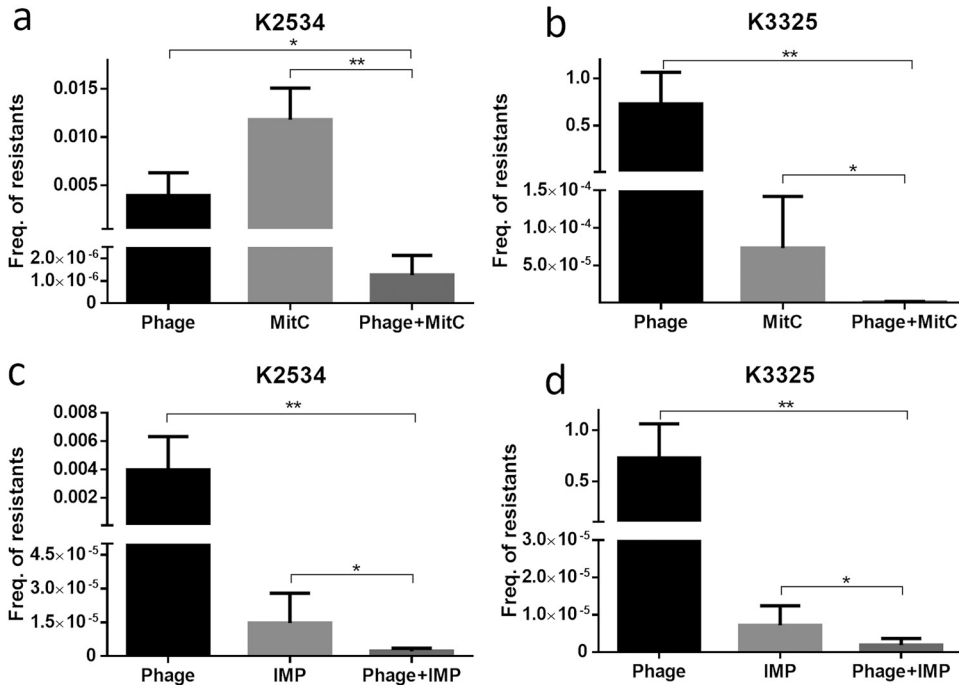 a
K2534
*
**
Freq. of resistants
0.015
0.010
0.005
2.0×10⁻⁶
1.0×10⁻⁶
0
Phage MitC Phage+MitC
b
K3325
**
*
Freq. of resistants
1.0
0.5
1.5×10⁻⁴
1.0×10⁻⁴
5.0×10⁻⁵
Phage MitC Phage+MitC
c
K2534
**
*
Freq. of resistants
0.008
0.006
0.004
0.002
4.5×10⁻⁵
3.0×10⁻⁵
1.5×10⁻⁵
0
Phage IMP Phage+IMP
d
K3325
**
*
Freq. of resistants
1.0
0.5
3.0×10⁻⁵
2.0×10⁻⁵
1.0×10⁻⁵
0
Phage IMP Phage+IMP